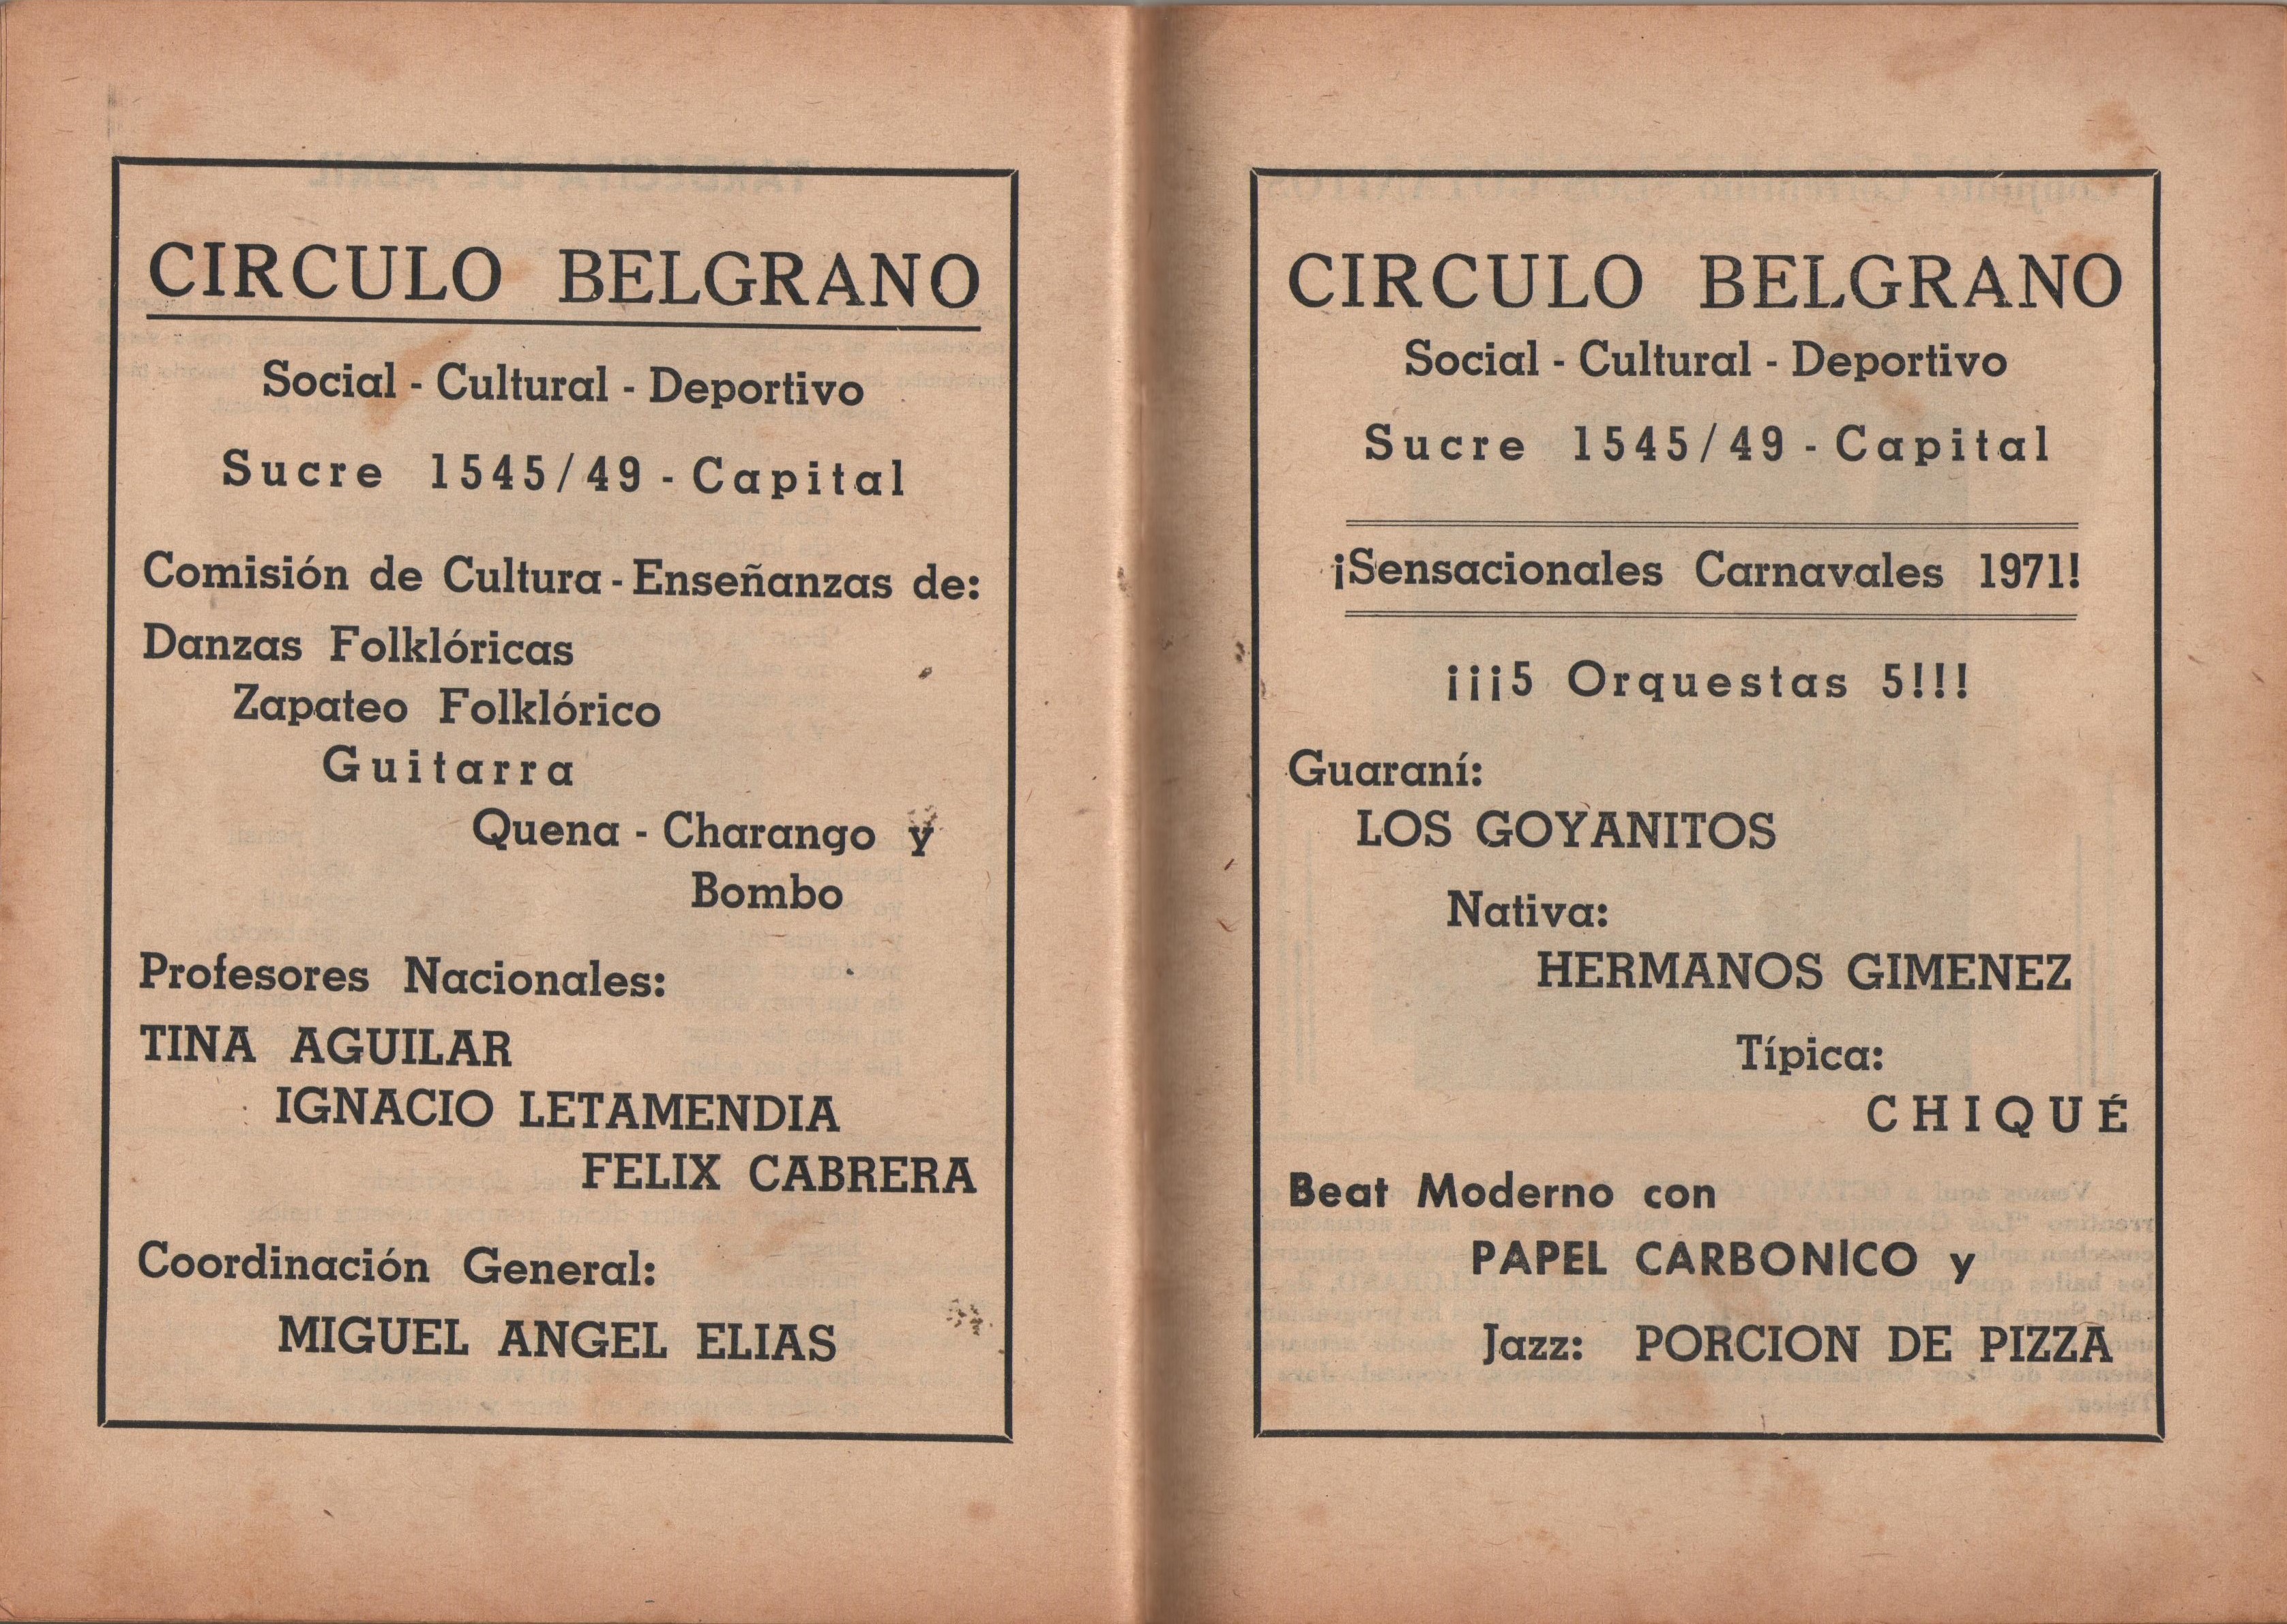 CIRCULO BELGRANO
Social - Cultural - Deportivo
Sucre 1545/49 - Capital
Comisión de Cultura - Enseñanzas de:
Danzas Folklóricas
Zapateo Folklórico
Guitarra
Quena - Charango y
Bombo
Profesores Nacionales:
TINA AGUILAR
IGNACIO LETAMENDIA
FELIX CABRERA
Coordinación General:
MIGUEL ANGEL ELIAS
CIRCULO BELGRANO
Social - Cultural - Deportivo
Sucre 1545/49 - Capital
¡Sensacionales Carnavales 1971!
¡¡¡5 Orquestas 5!!!
Guaraní:
LOS GOYANITOS
Nativa:
HERMANOS GIMENEZ
Típica:
CHIQUÉ
Beat Moderno con
PAPEL CARBONICO y
Jazz: PORCION DE PIZZA